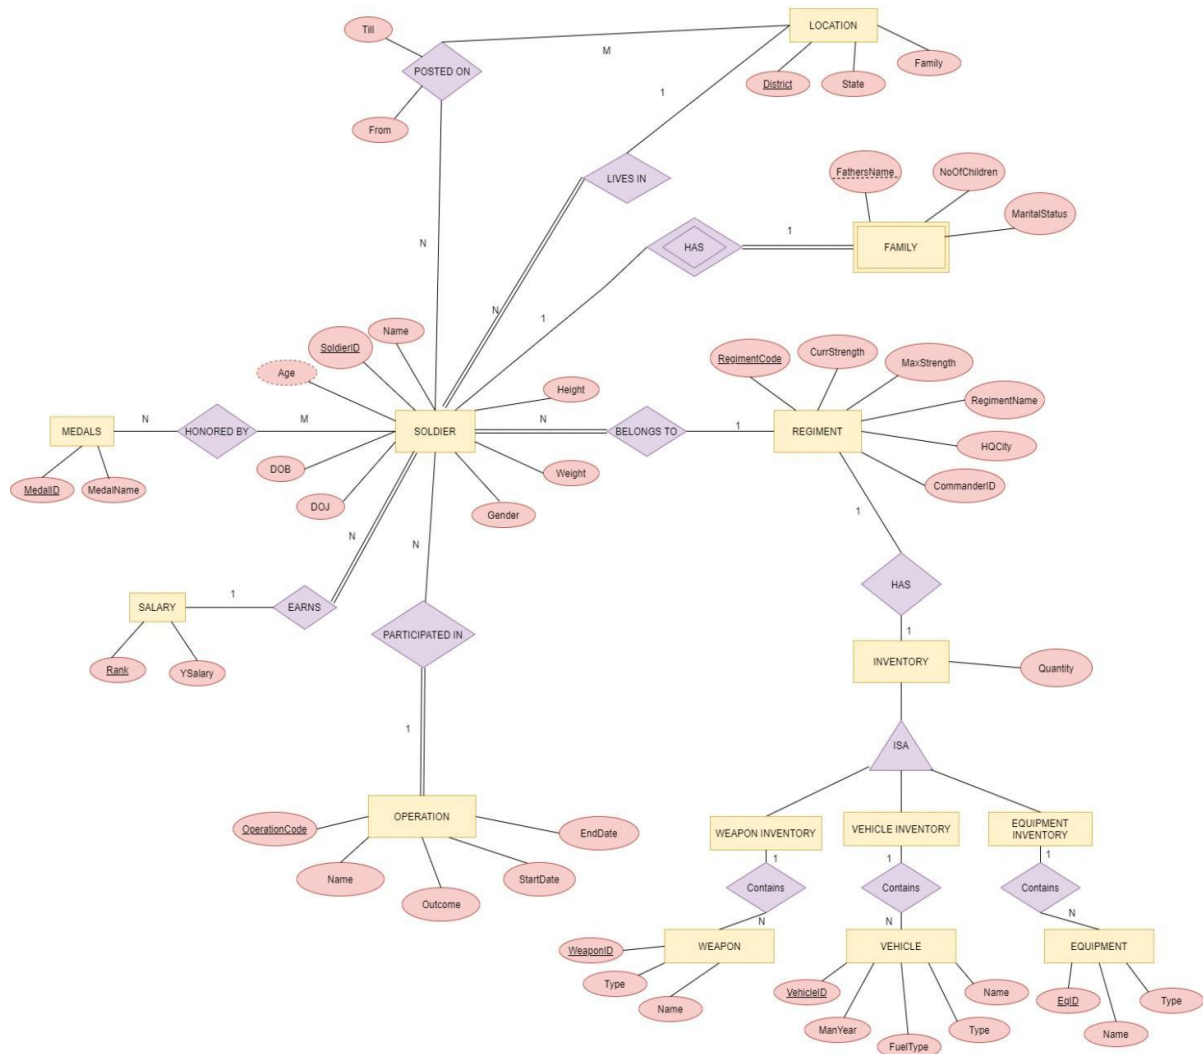 LOCATION
Till
M
POSTED ON
Family
District
State
1
From
LIVES IN
FathersName
NoOfChildren
MaritalStatus
N
HAS
1
FAMILY
N
1
Name
SoldierID
Age
RegimentCode
CurrStrength
MaxStrength
Height
RegimentName
MEDALS
N
HONORED BY
M
SOLDIER
N
BELONGS TO
1
REGIMENT
HQCity
MedalID
MedalName
DOB
Weight
CommanderID
DOJ
Gender
1
N
N
HAS
SALARY
1
EARNS
PARTICIPATED IN
1
Rank
YSalary
INVENTORY
Quantity
1
ISA
OperationCode
OPERATION
EndDate
WEAPON INVENTORY
VEHICLE INVENTORY
EQUIPMENT
INVENTORY
1
1
1
Name
StartDate
Outcome
Contains
Contains
Contains
N
N
N
WeaponID
WEAPON
VEHICLE
EQUIPMENT
Type
Name
VehicleID
Name
EqID
Type
ManYear
FuelType
Type
Name